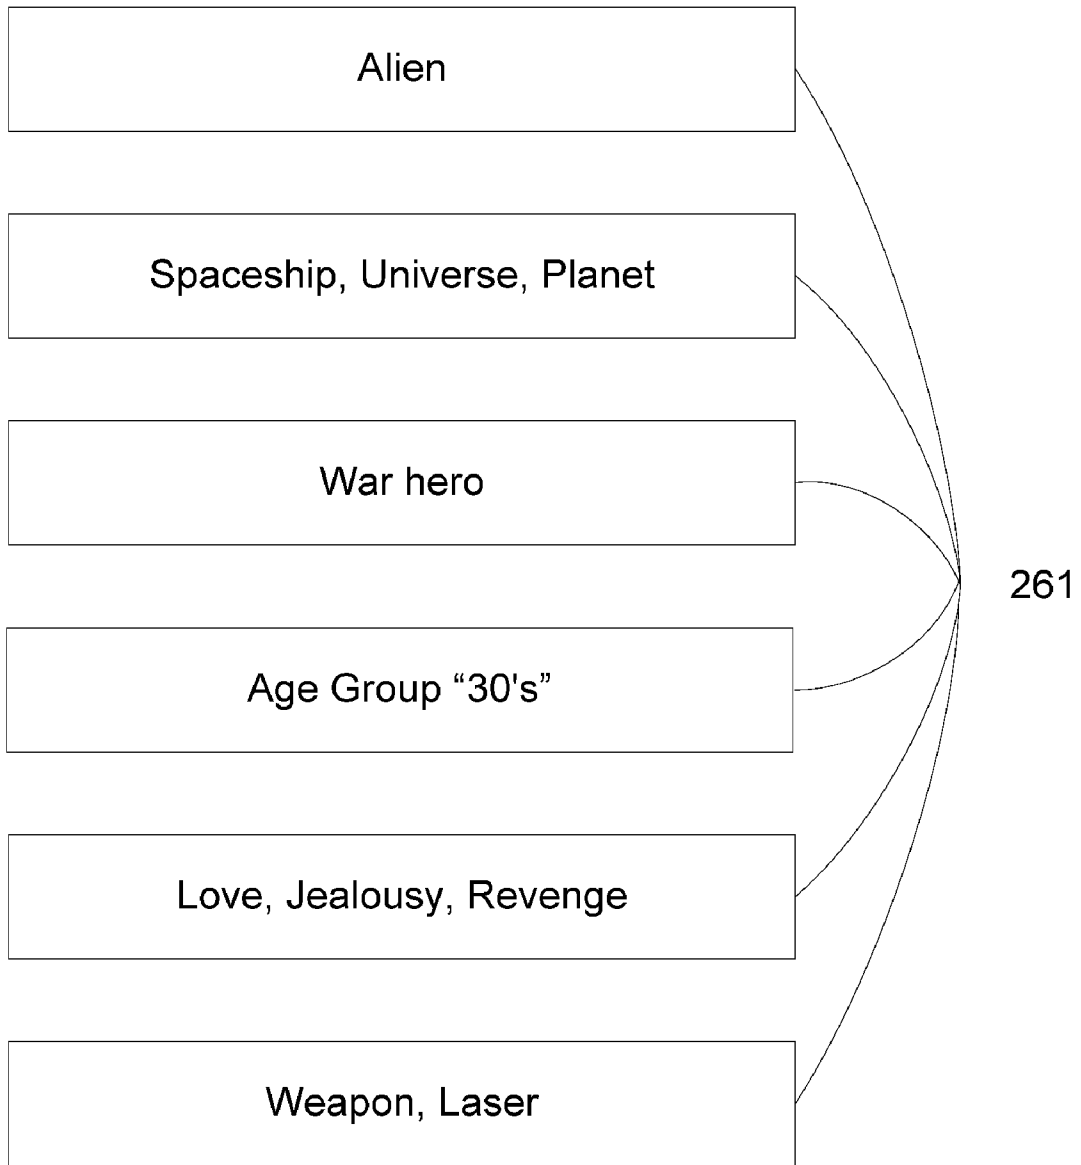 Alien
Spaceship, Universe, Planet
War hero
261
Age Group “30's”
Love, Jealousy, Revenge
Weapon, Laser